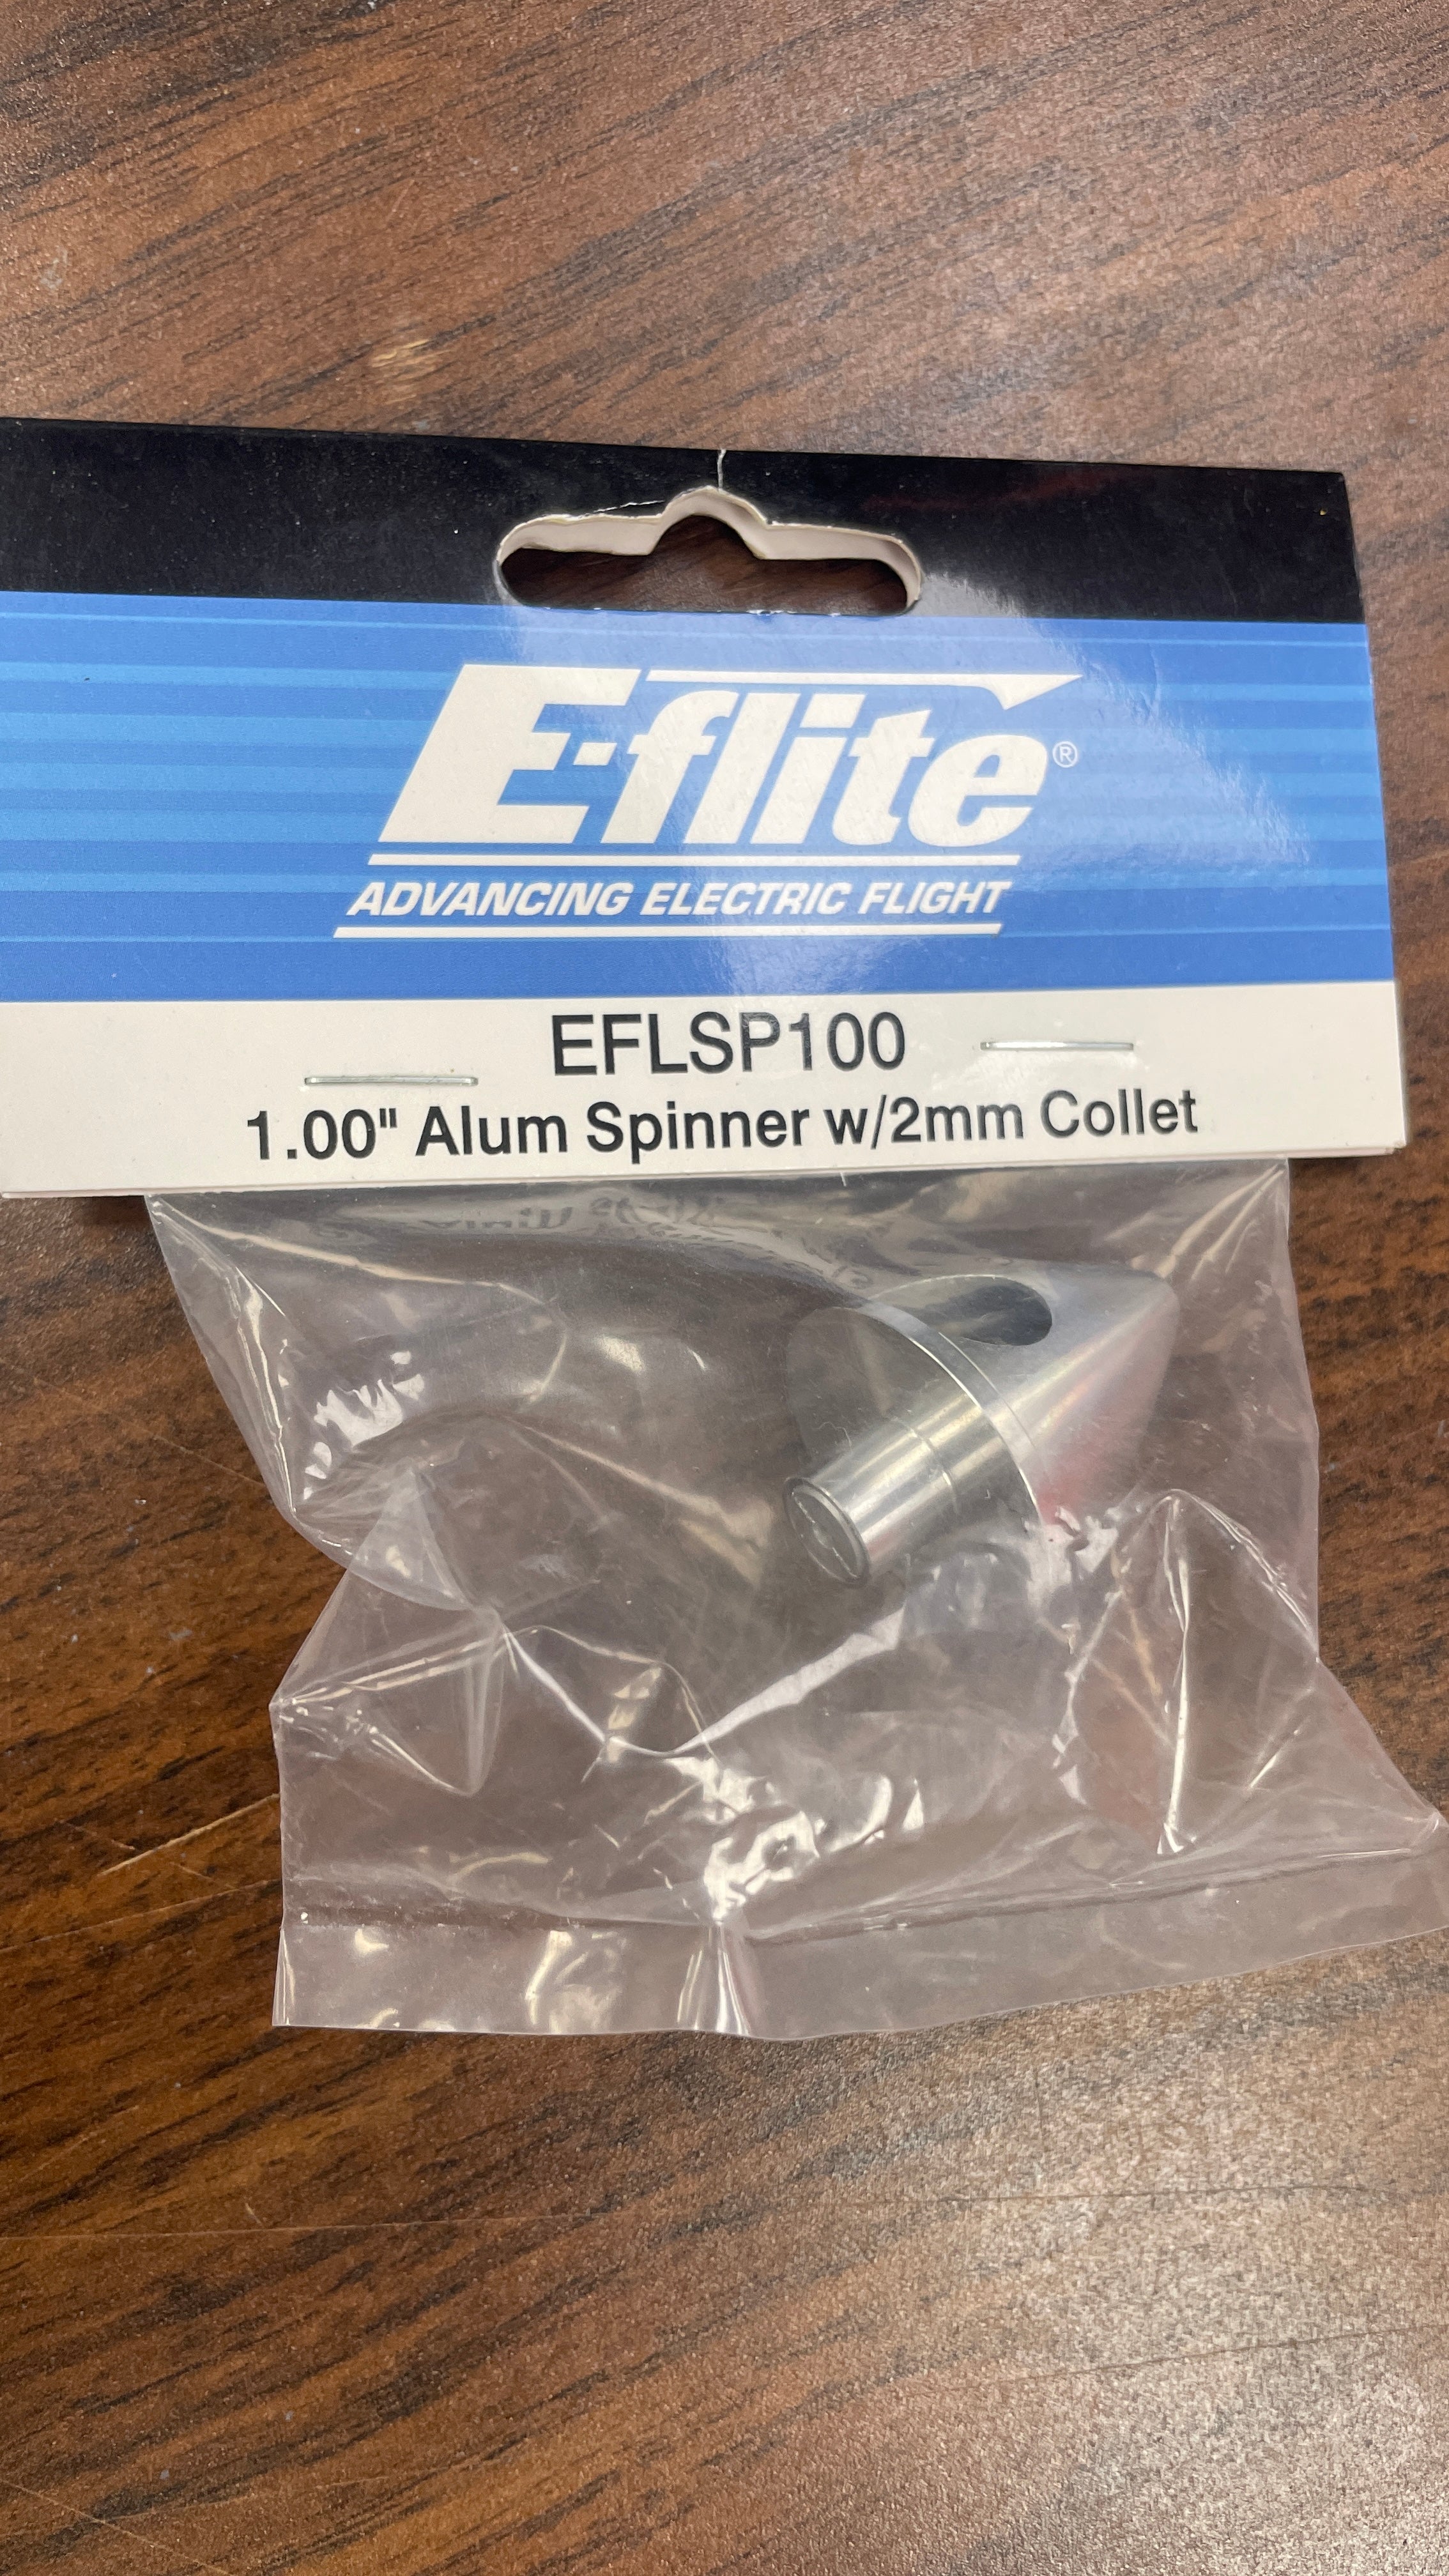 E-flite®
ADVANCING ELECTRIC FLIGHT
EFLSP100
1.00" Alum Spinner w/2mm Collet